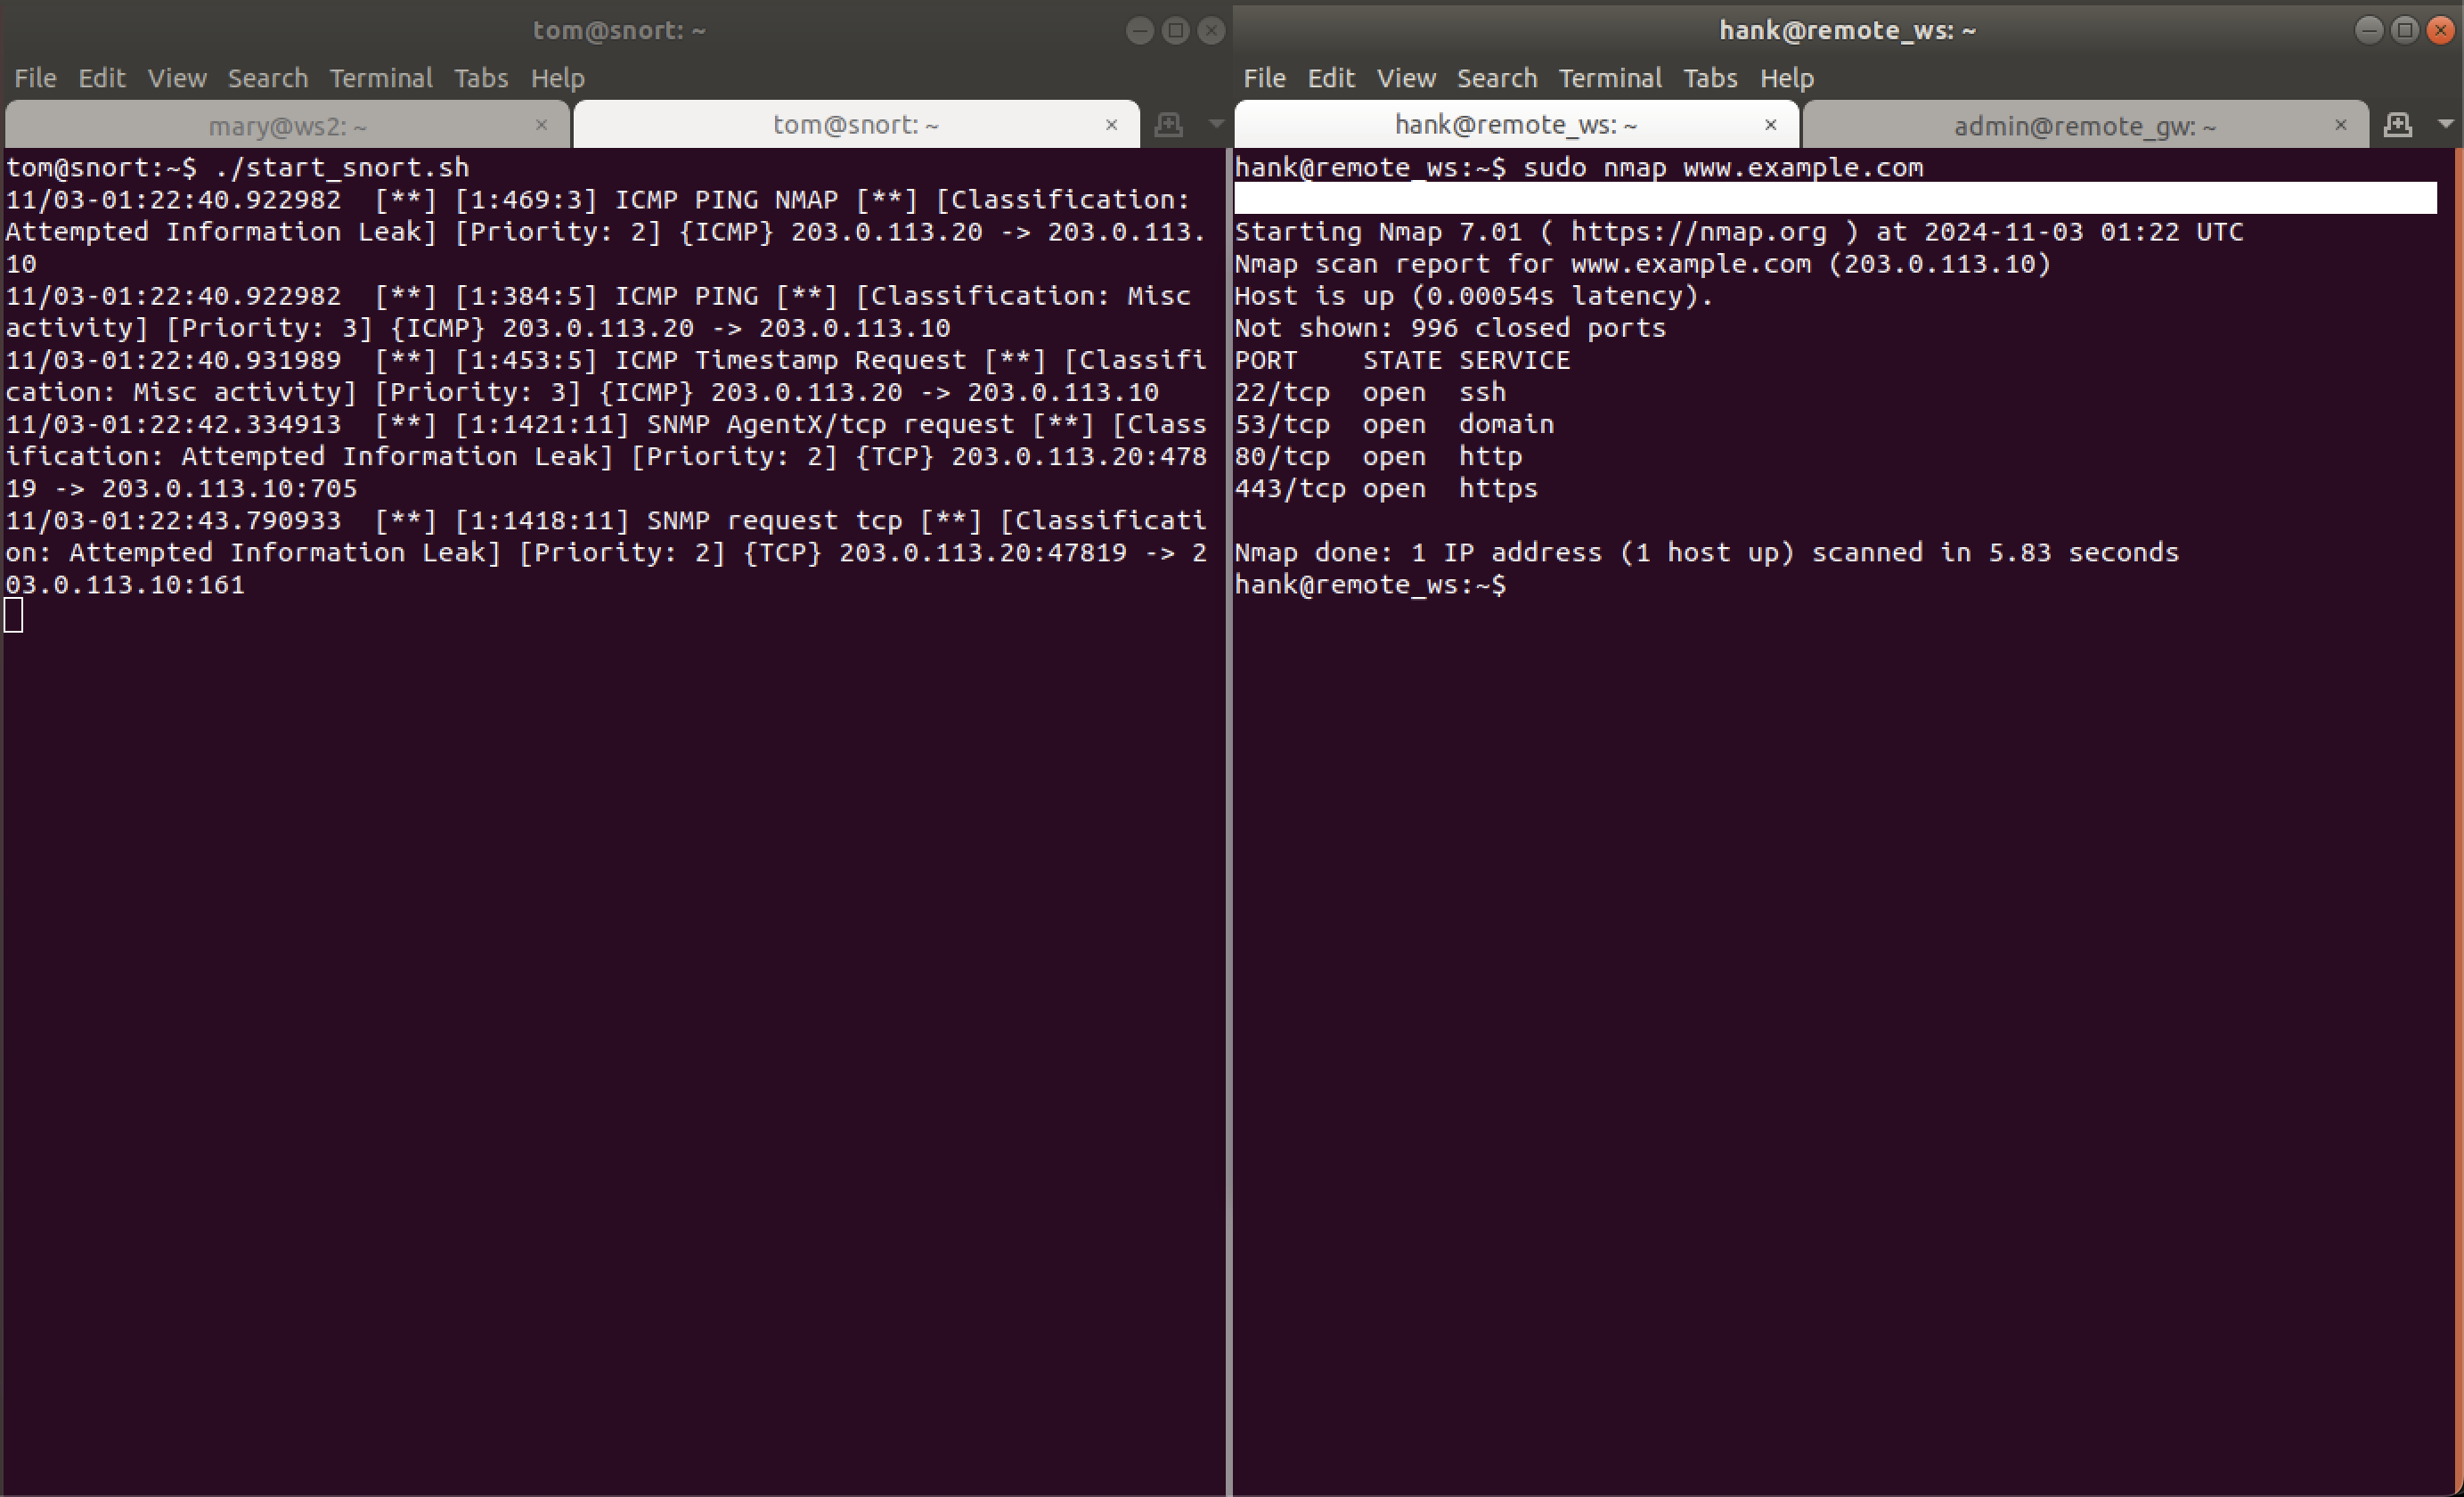 tom@snort: ~
File Edit View Search Terminal Tabs Help
mary@ws2: ~ × tom@snort: ~ ×
tom@snort:~$ ./start_snort.sh
11/03-01:22:40.922982  [**] [1:469:3] ICMP PING NMAP [**] [Classification:
Attempted Information Leak] [Priority: 2] {ICMP} 203.0.113.20 -> 203.0.113.
10
11/03-01:22:40.922982  [**] [1:384:5] ICMP PING [**] [Classification: Misc
activity] [Priority: 3] {ICMP} 203.0.113.20 -> 203.0.113.10
11/03-01:22:40.931989  [**] [1:453:5] ICMP Timestamp Request [**] [Classifi
cation: Misc activity] [Priority: 3] {ICMP} 203.0.113.20 -> 203.0.113.10
11/03-01:22:42.334913  [**] [1:1421:11] SNMP AgentX/tcp request [**] [Class
ification: Attempted Information Leak] [Priority: 2] {TCP} 203.0.113.20:478
19 -> 203.0.113.10:705
11/03-01:22:43.790933  [**] [1:1418:11] SNMP request tcp [**] [Classificati
on: Attempted Information Leak] [Priority: 2] {TCP} 203.0.113.20:47819 -> 2
03.0.113.10:161
hank@remote_ws: ~
File Edit View Search Terminal Tabs Help
hank@remote_ws: ~ × admin@remote_gw: ~ ×
hank@remote_ws:~$ sudo nmap www.example.com
Starting Nmap 7.01 ( https://nmap.org ) at 2024-11-03 01:22 UTC
Nmap scan report for www.example.com (203.0.113.10)
Host is up (0.00054s latency).
Not shown: 996 closed ports
PORT    STATE SERVICE
22/tcp  open  ssh
53/tcp  open  domain
80/tcp  open  http
443/tcp open  https
Nmap done: 1 IP address (1 host up) scanned in 5.83 seconds
hank@remote_ws:~$